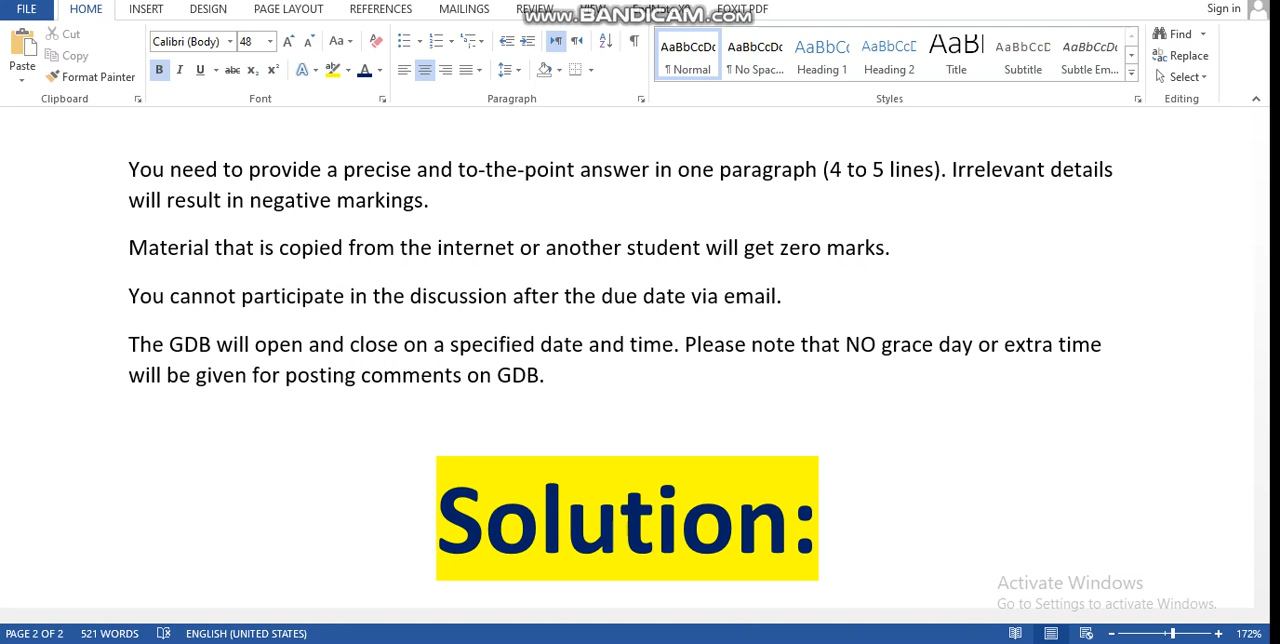 www.BANDICAM.com
FILE HOME INSERT DESIGN PAGE LAYOUT REFERENCES MAILINGS REVIEW VIEW FOXIT PDF Sign in
Paste
Cut
Copy
Format Painter
Clipboard
Calibri (Body) 48 Aa
B I U abc x₂ x² A A
Font
Paragraph
AaBbCcDc AaBbCcDc AaBbCc AaBbCcD AaBl AaBbCcD AaBbCcDc
¶ Normal ¶ No Spac... Heading 1 Heading 2 Title Subtitle Subtle Em...
Styles
Find
Replace
Select
Editing
You need to provide a precise and to-the-point answer in one paragraph (4 to 5 lines). Irrelevant details
will result in negative markings.
Material that is copied from the internet or another student will get zero marks.
You cannot participate in the discussion after the due date via email.
The GDB will open and close on a specified date and time. Please note that NO grace day or extra time
will be given for posting comments on GDB.
Solution:
Activate Windows
Go to Settings to activate Windows.
PAGE 2 OF 2 521 WORDS ENGLISH (UNITED STATES) 172%